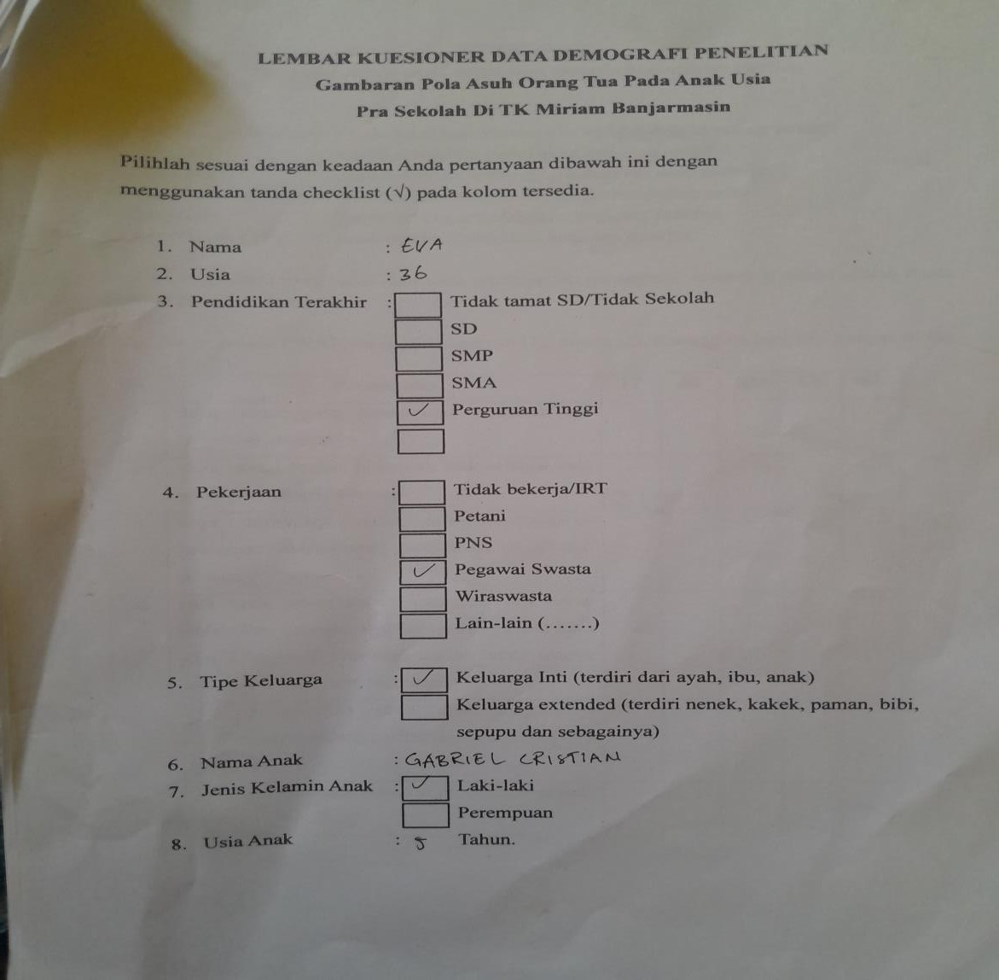 LEMBAR KUESIONER DATA DEMOGRAFI PENELITIAN
Gambaran Pola Asuh Orang Tua Pada Anak Usia
Pra Sekolah Di TK Miriam Banjarmasin
Pilihlah sesuai dengan keadaan Anda pertanyaan dibawah ini dengan
menggunakan tanda checklist (√) pada kolom tersedia.
1. Nama : EVA
2. Usia : 36
3. Pendidikan Terakhir : Tidak tamat SD/Tidak Sekolah
SD
SMP
SMA
✓ Perguruan Tinggi
4. Pekerjaan : Tidak bekerja/IRT
Petani
PNS
✓ Pegawai Swasta
Wiraswasta
Lain-lain (.......)
5. Tipe Keluarga : ✓ Keluarga Inti (terdiri dari ayah, ibu, anak)
Keluarga extended (terdiri nenek, kakek, paman, bibi,
sepupu dan sebagainya)
6. Nama Anak : GABRIEL CRISTIAN
7. Jenis Kelamin Anak : ✓ Laki-laki
Perempuan
8. Usia Anak : 5 Tahun.